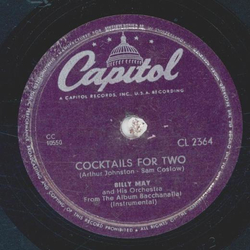 Capitol
A CAPITOL RECORDS, INC., U.S.A. RECORDING
CC
10555
CL 2364
COCKTAILS FOR TWO
(Arthur Johnston - Sam Coslow)
BILLY MAY
and His Orchestra
From The Album Bacchanalia!
(Instrumental)